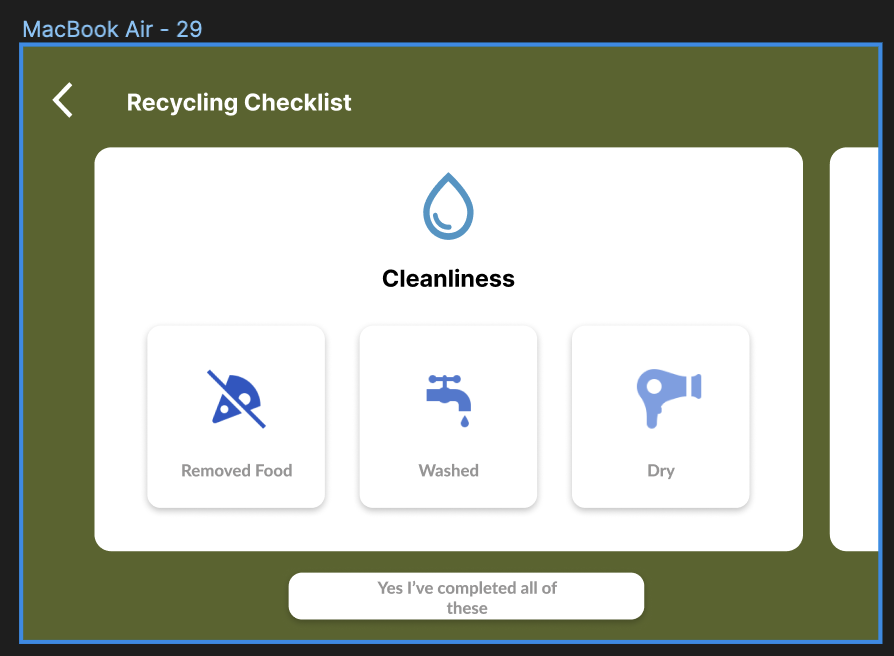 MacBook Air - 29
Recycling Checklist
Cleanliness
Removed Food
Washed
Dry
Yes I've completed all of
these